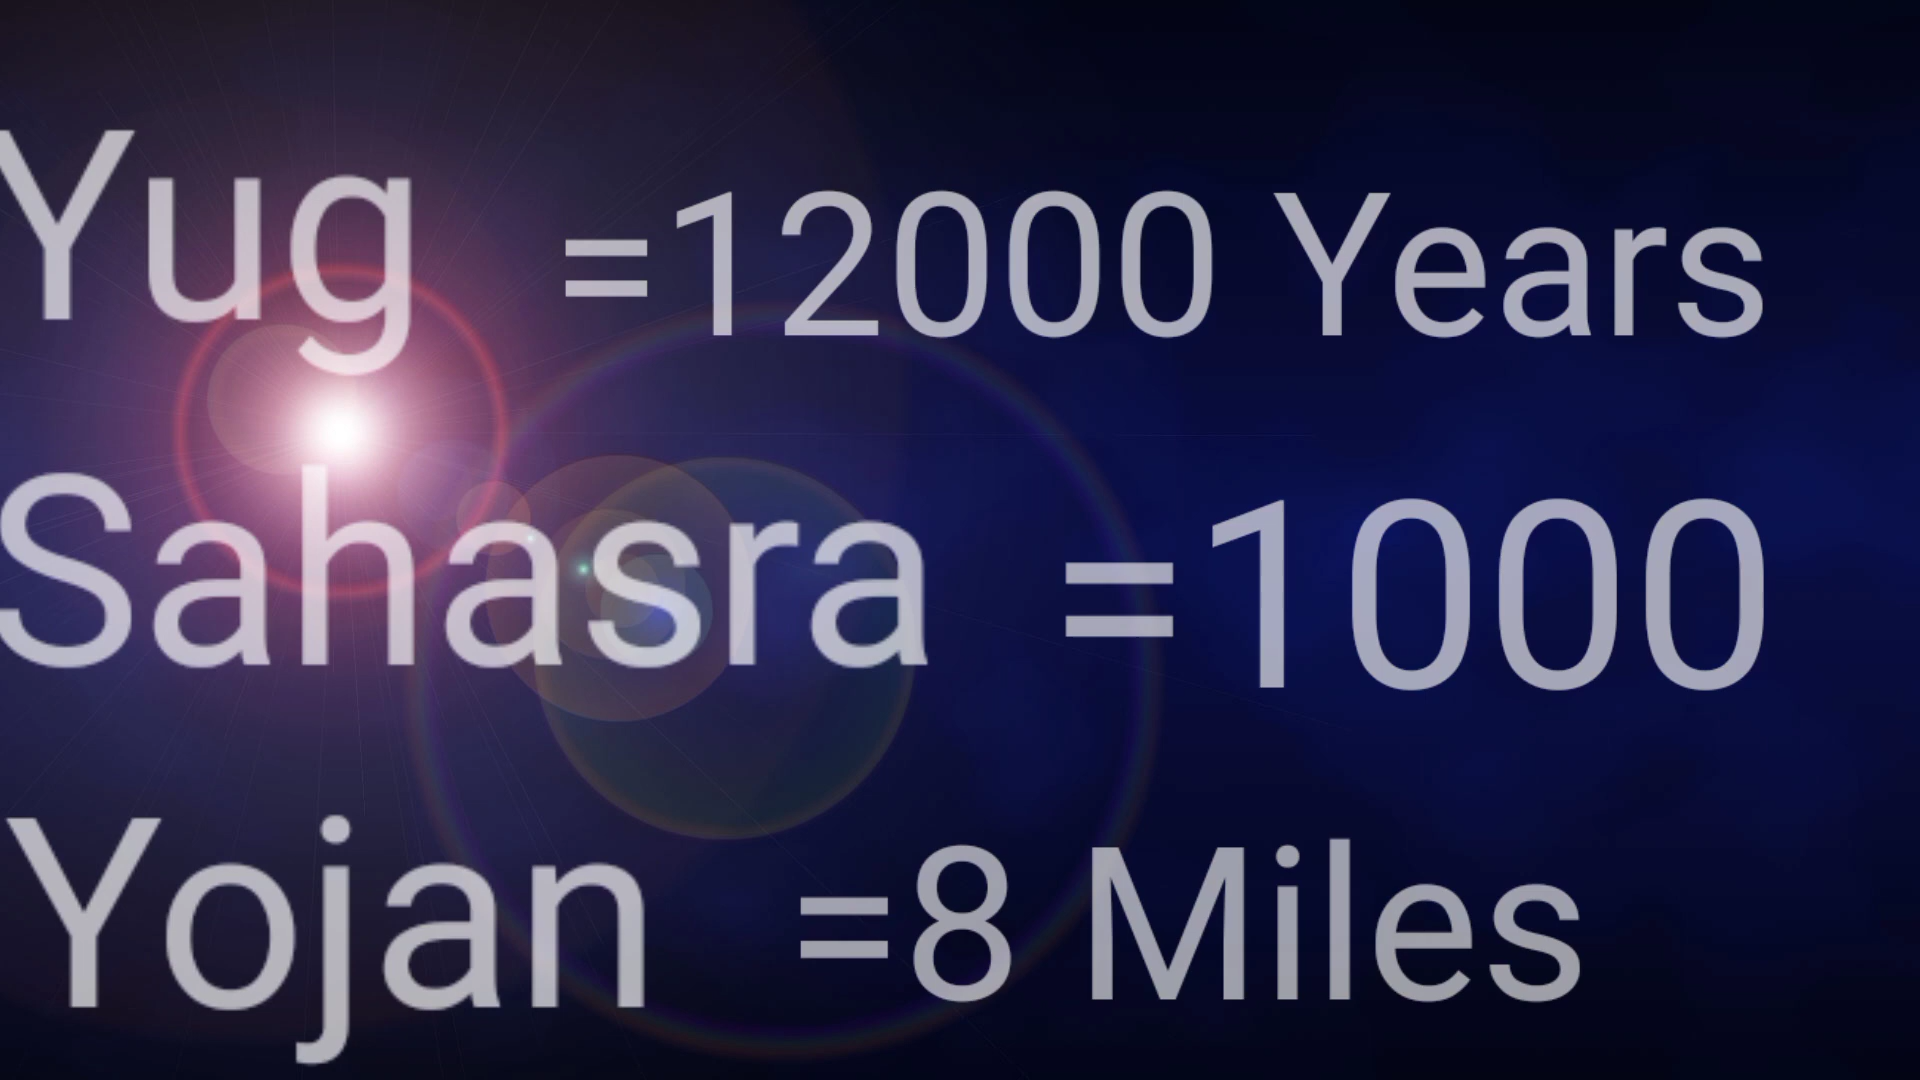 Yug =12000 Years
Sahasra =1000
Yojan =8 Miles